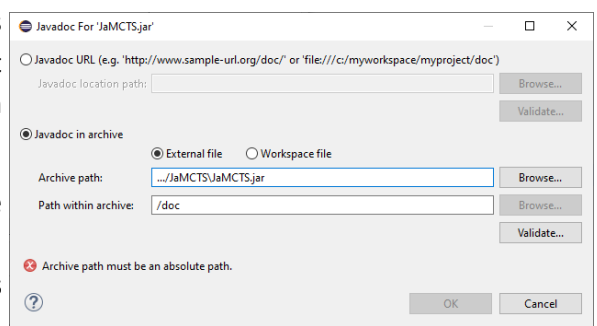 Javadoc For 'JaMCTS.jar'
Javadoc URL (e.g. 'http://www.sample-url.org/doc/' or 'file:///c:/myworkspace/myproject/doc')
Javadoc location path: Browse...
Validate...
Javadoc in archive
External file Workspace file
Archive path: .../JaMCTS\JaMCTS.jar Browse...
Path within archive: /doc Browse...
Validate...
Archive path must be an absolute path.
? OK Cancel